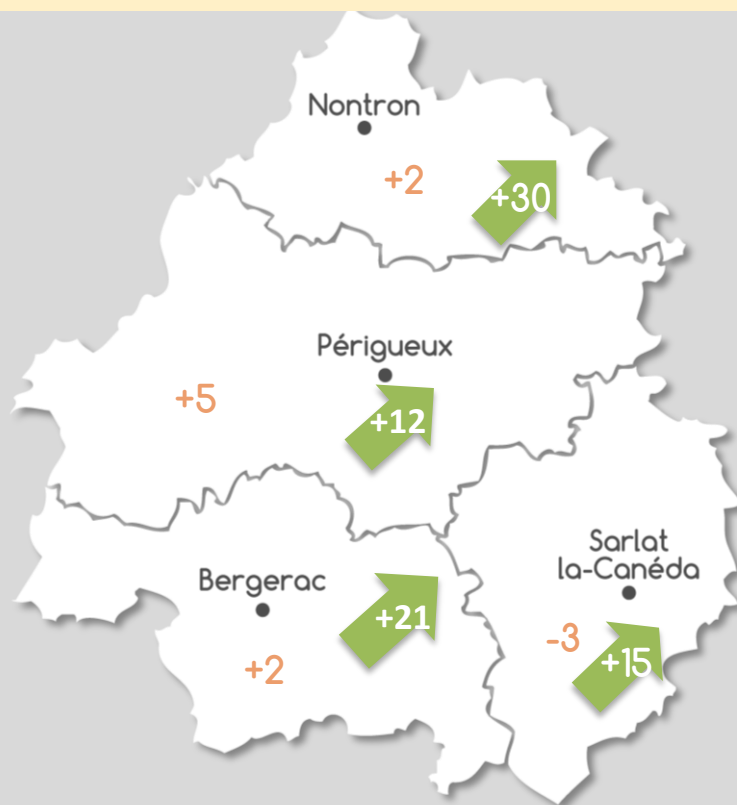 Nontron
+2
+30
Périgueux
+5
+12
Bergerac
+21
+2
Sarlat
la-Canéda
-3
+15